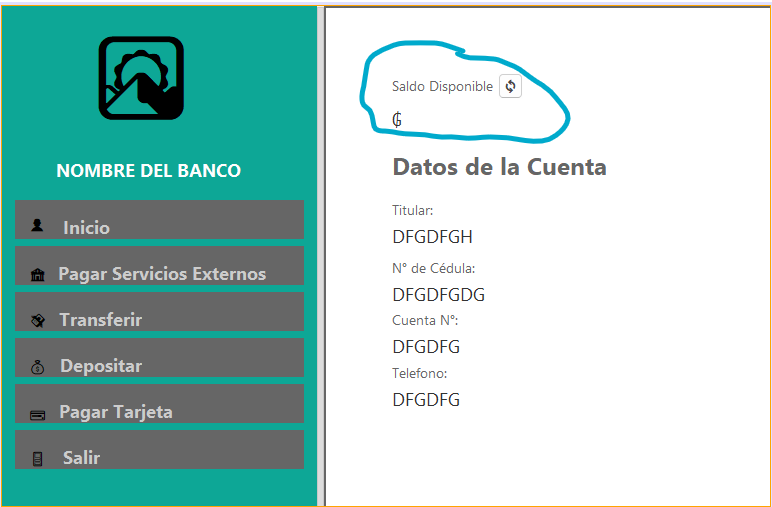 NOMBRE DEL BANCO
Inicio
Pagar Servicios Externos
Transferir
Depositar
Pagar Tarjeta
Salir
Saldo Disponible
₲
Datos de la Cuenta
Titular:
DFGDFGH
N° de Cédula:
DFGDFGDG
Cuenta N°:
DFGDFG
Telefono:
DFGDFG